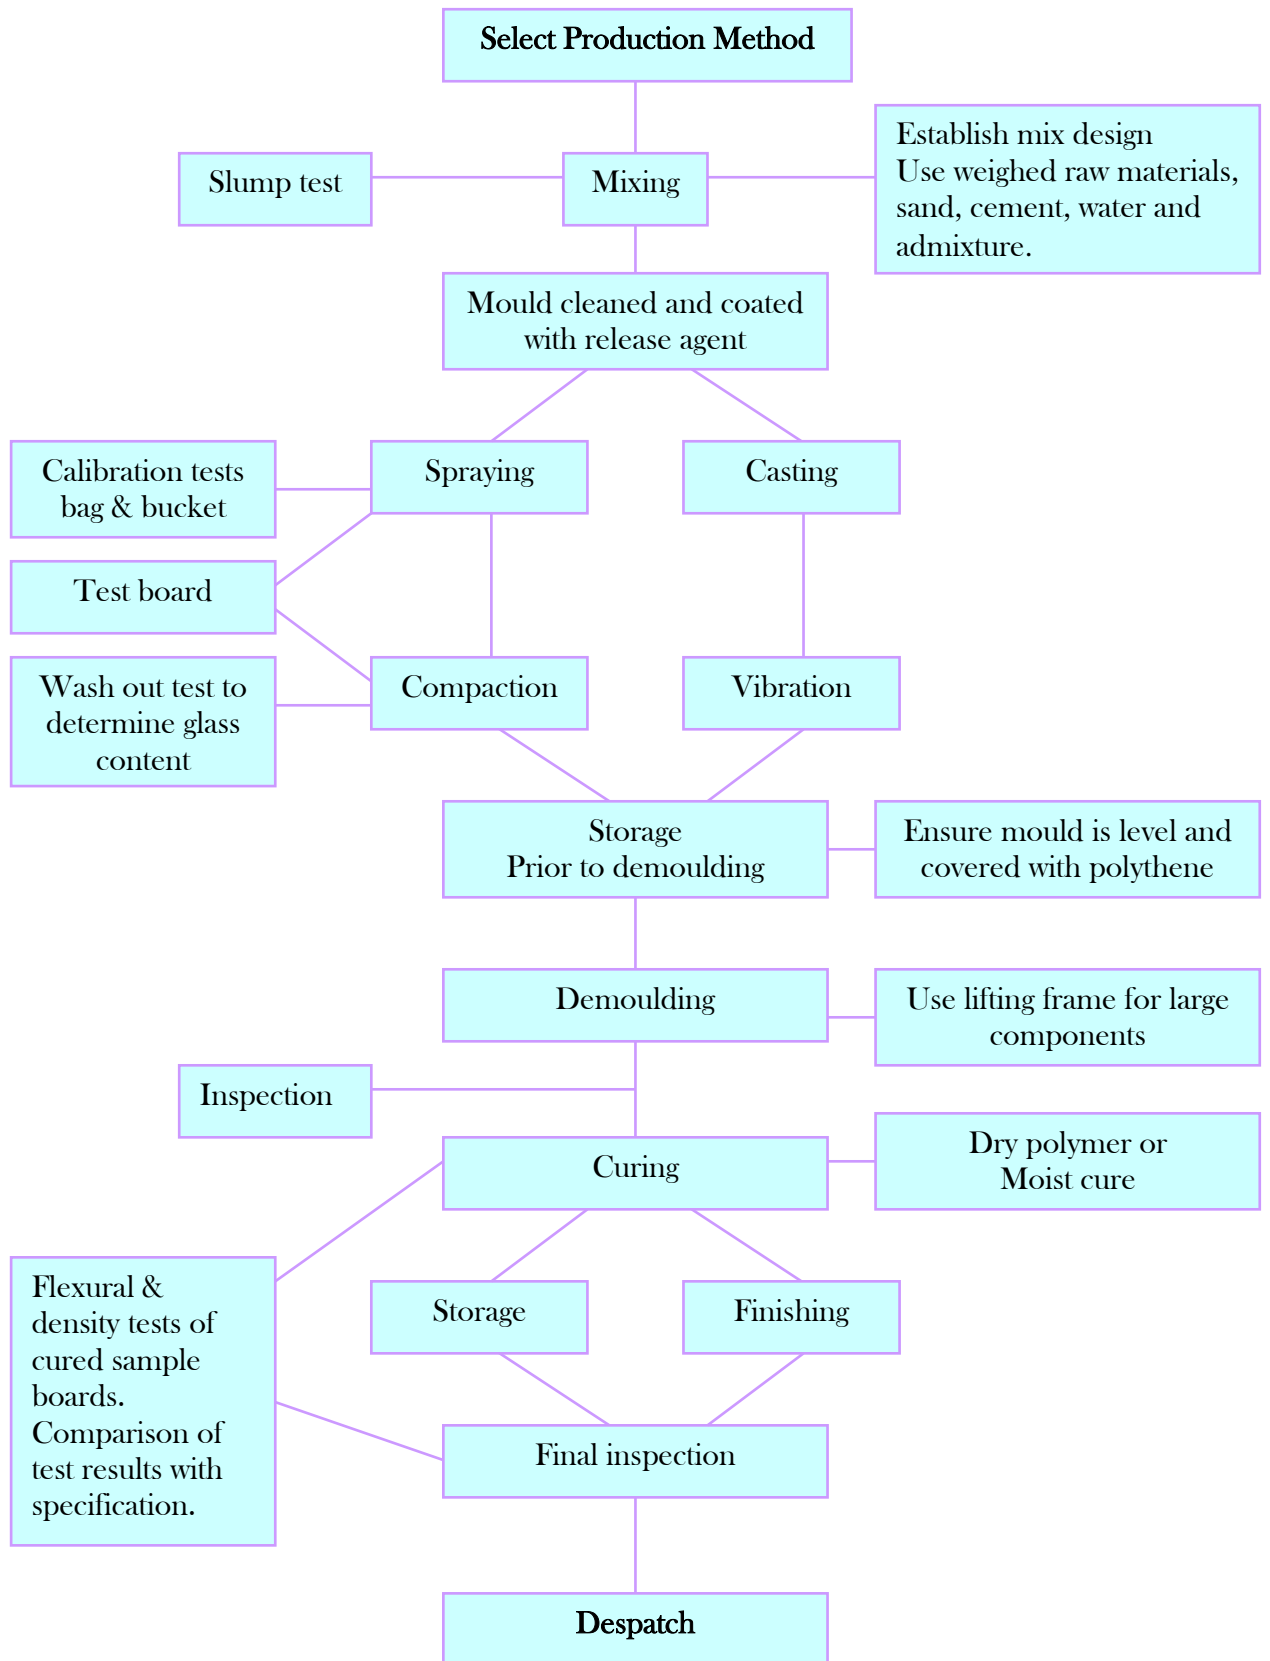 Select Production Method
Slump test
Mixing
Establish mix design
Use weighed raw materials,
sand, cement, water and
admixture.
Mould cleaned and coated
with release agent
Calibration tests
bag & bucket
Spraying
Casting
Test board
Wash out test to
determine glass
content
Compaction
Vibration
Storage
Prior to demoulding
Ensure mould is level and
covered with polythene
Demoulding
Use lifting frame for large
components
Inspection
Curing
Dry polymer or
Moist cure
Flexural &
density tests of
cured sample
boards.
Comparison of
test results with
specification.
Storage
Finishing
Final inspection
Despatch